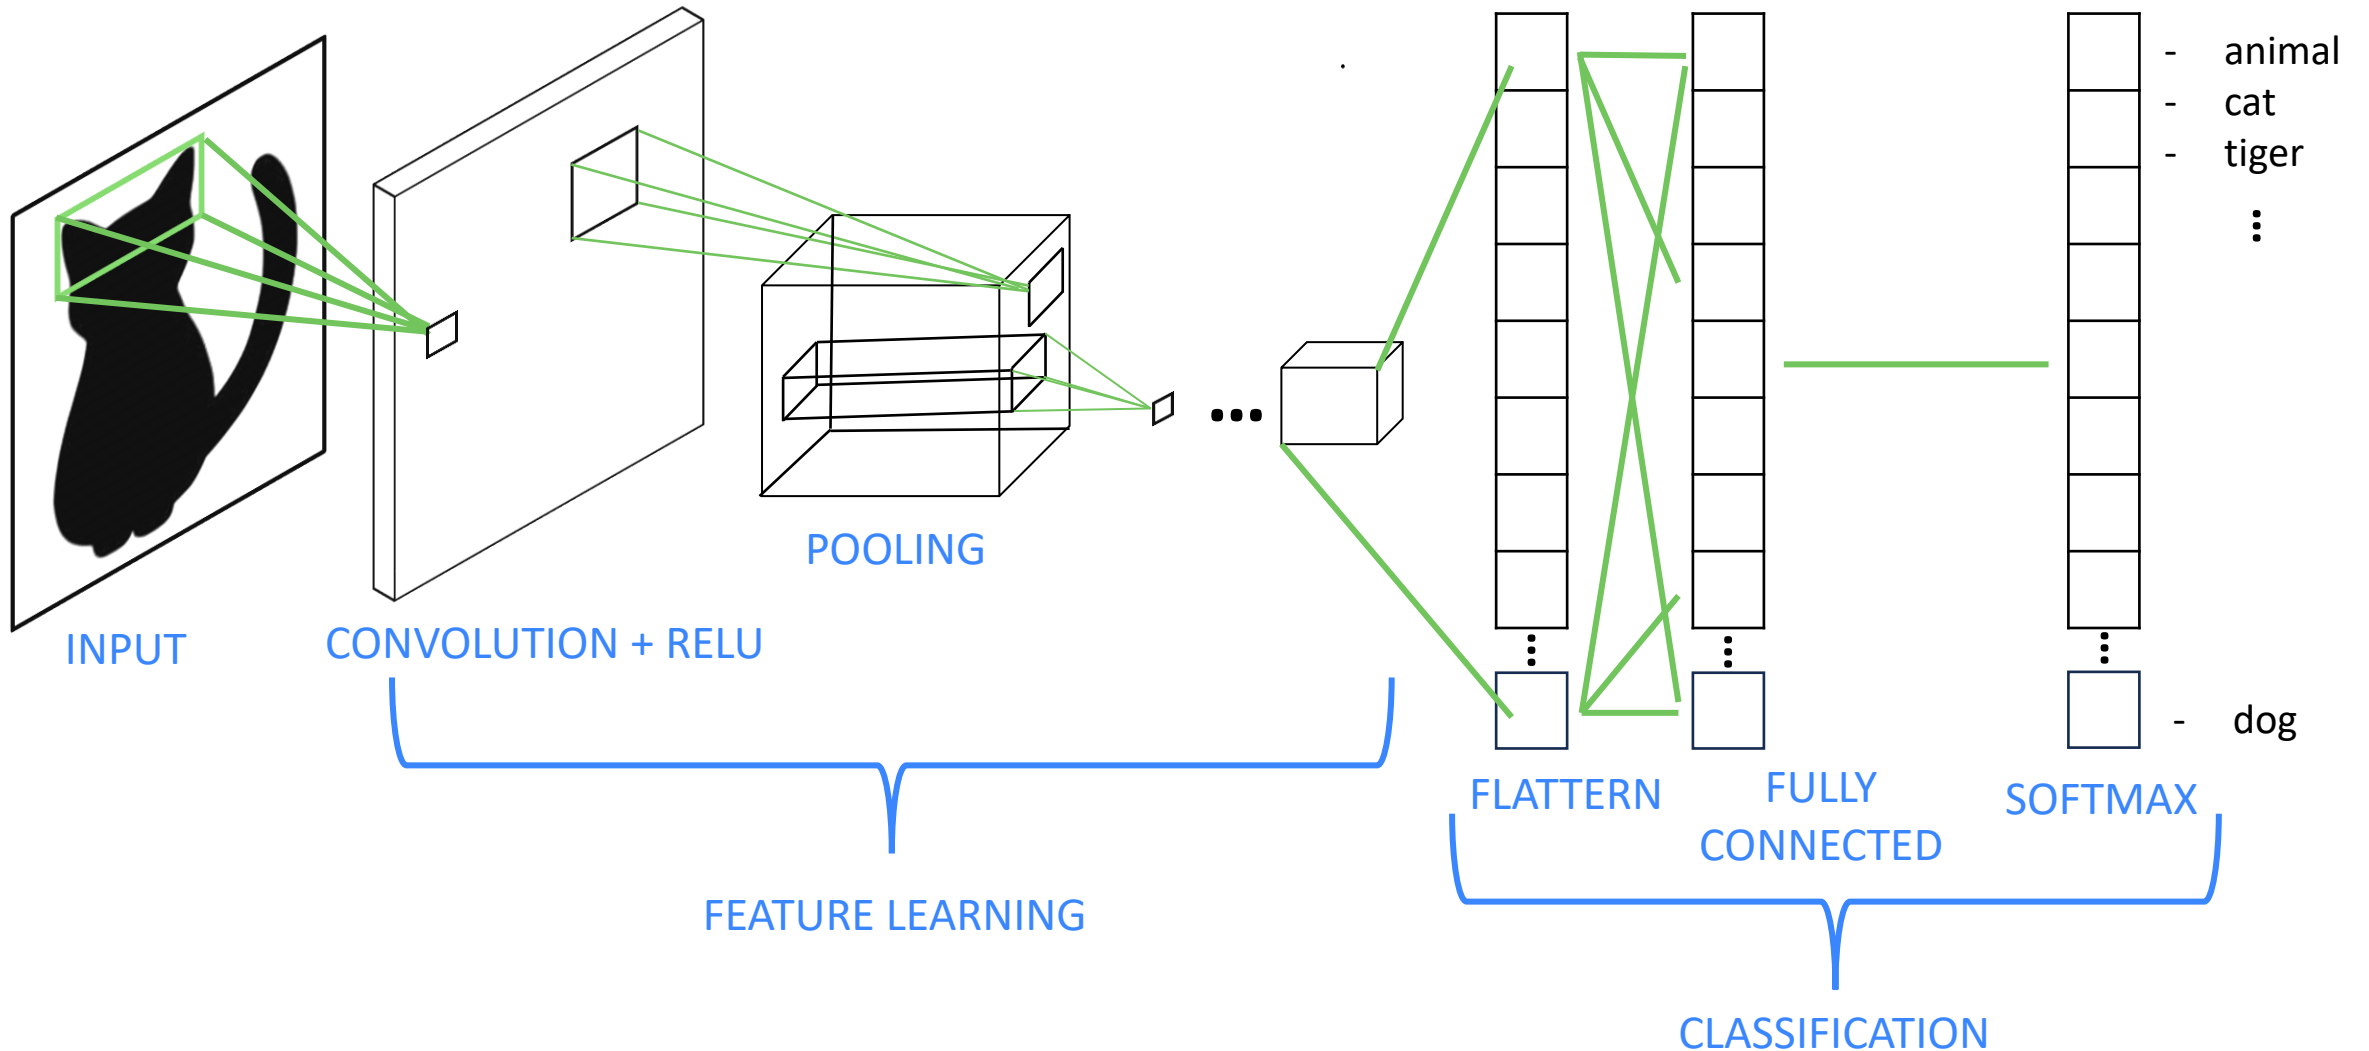 - animal
- cat
- tiger
- dog
INPUT
CONVOLUTION + RELU
POOLING
FLATTERN
FULLY
CONNECTED
SOFTMAX
FEATURE LEARNING
CLASSIFICATION